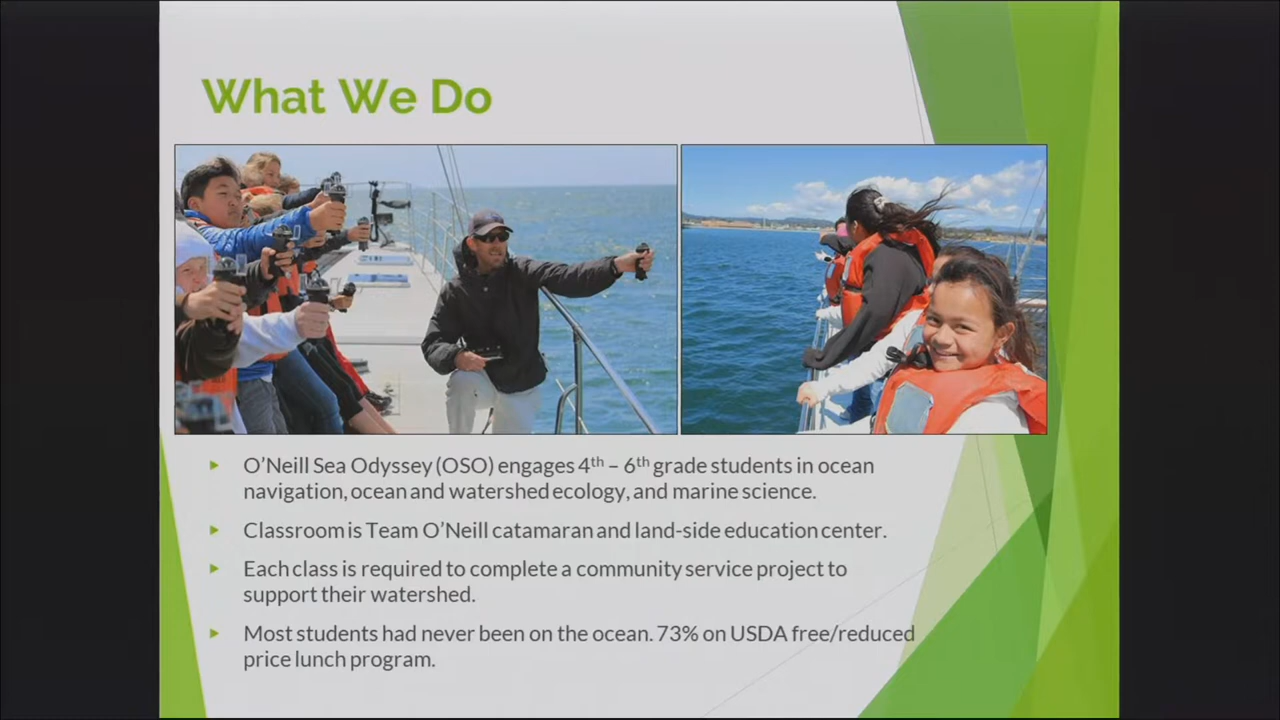 What We Do
O'Neill Sea Odyssey (OSO) engages 4th – 6th grade students in ocean
navigation, ocean and watershed ecology, and marine science.
Classroom is Team O'Neill catamaran and land-side education center.
Each class is required to complete a community service project to
support their watershed.
Most students had never been on the ocean. 73% on USDA free/reduced
price lunch program.